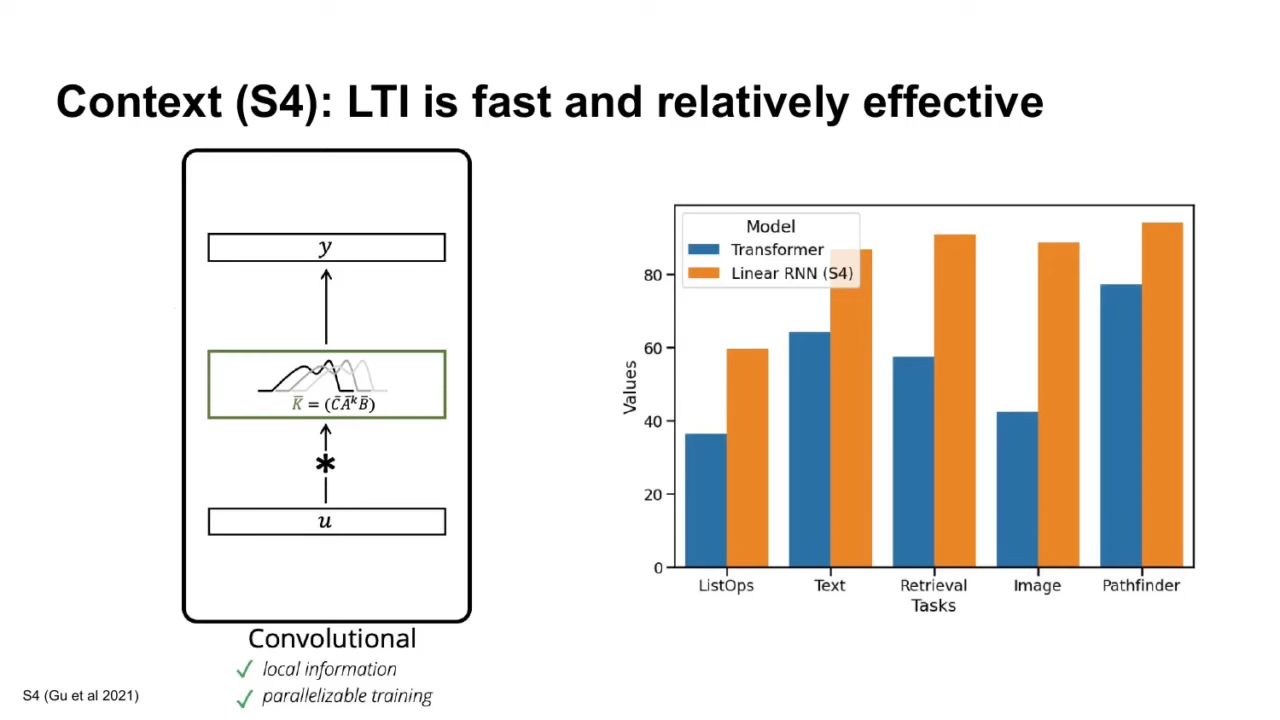 Context (S4): LTI is fast and relatively effective
y
K̅ = (C̅A̅ᵏB̅)
*
u
Convolutional
✓ local information
✓ parallelizable training
S4 (Gu et al 2021)
Model
Transformer
Linear RNN (S4)
Values
80
60
40
20
0
ListOps Text Retrieval Image Pathfinder
Tasks